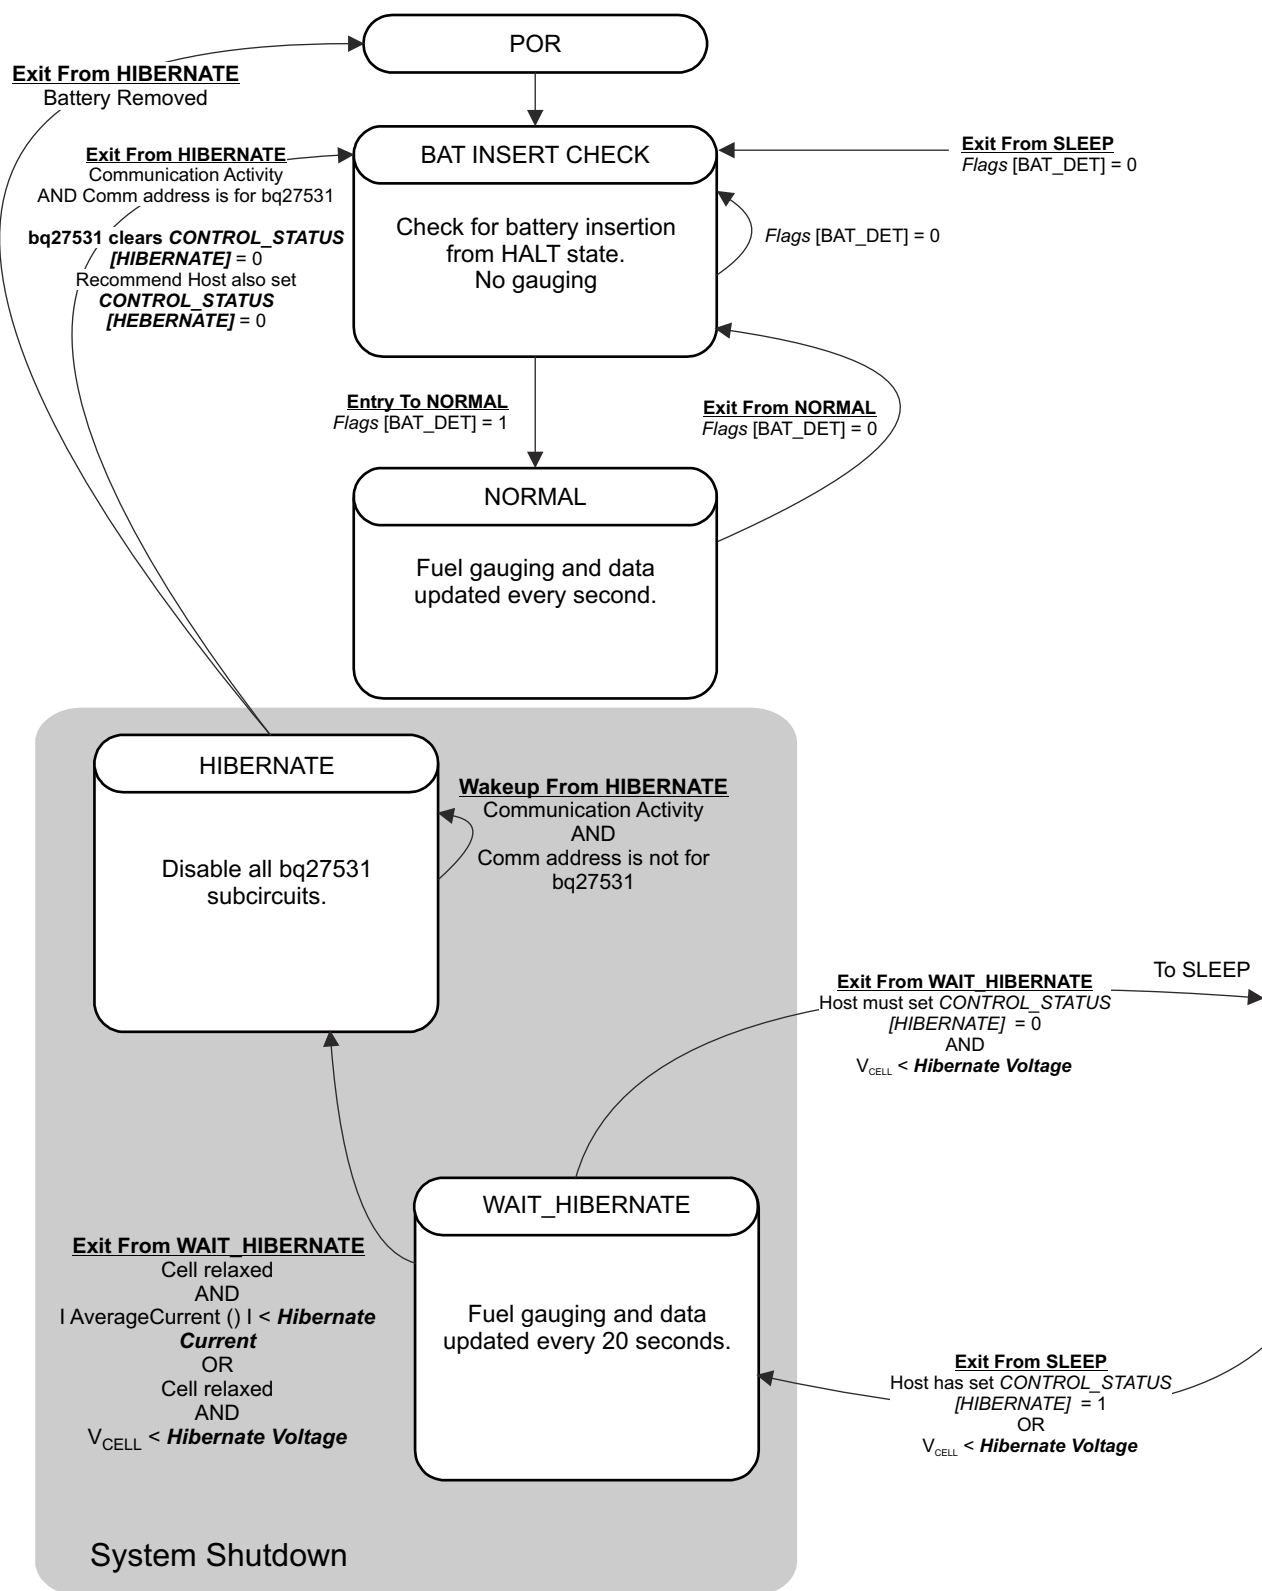 POR
Exit From HIBERNATE
Battery Removed
Exit From HIBERNATE
Communication Activity
AND Comm address is for bq27531
bq27531 clears CONTROL_STATUS
[HIBERNATE] = 0
Recommend Host also set
CONTROL_STATUS
[HEBERNATE] = 0
BAT INSERT CHECK
Check for battery insertion
from HALT state.
No gauging
Exit From SLEEP
Flags [BAT_DET] = 0
Flags [BAT_DET] = 0
Entry To NORMAL
Flags [BAT_DET] = 1
Exit From NORMAL
Flags [BAT_DET] = 0
NORMAL
Fuel gauging and data
updated every second.
HIBERNATE
Disable all bq27531
subcircuits.
Wakeup From HIBERNATE
Communication Activity
AND
Comm address is not for
bq27531
Exit From WAIT_HIBERNATE
Host must set CONTROL_STATUS
[HIBERNATE] = 0
AND
VCELL < Hibernate Voltage
To SLEEP
WAIT_HIBERNATE
Fuel gauging and data
updated every 20 seconds.
Exit From WAIT_HIBERNATE
Cell relaxed
AND
I AverageCurrent () I < Hibernate
Current
OR
Cell relaxed
AND
VCELL < Hibernate Voltage
Exit From SLEEP
Host has set CONTROL_STATUS
[HIBERNATE] = 1
OR
VCELL < Hibernate Voltage
System Shutdown